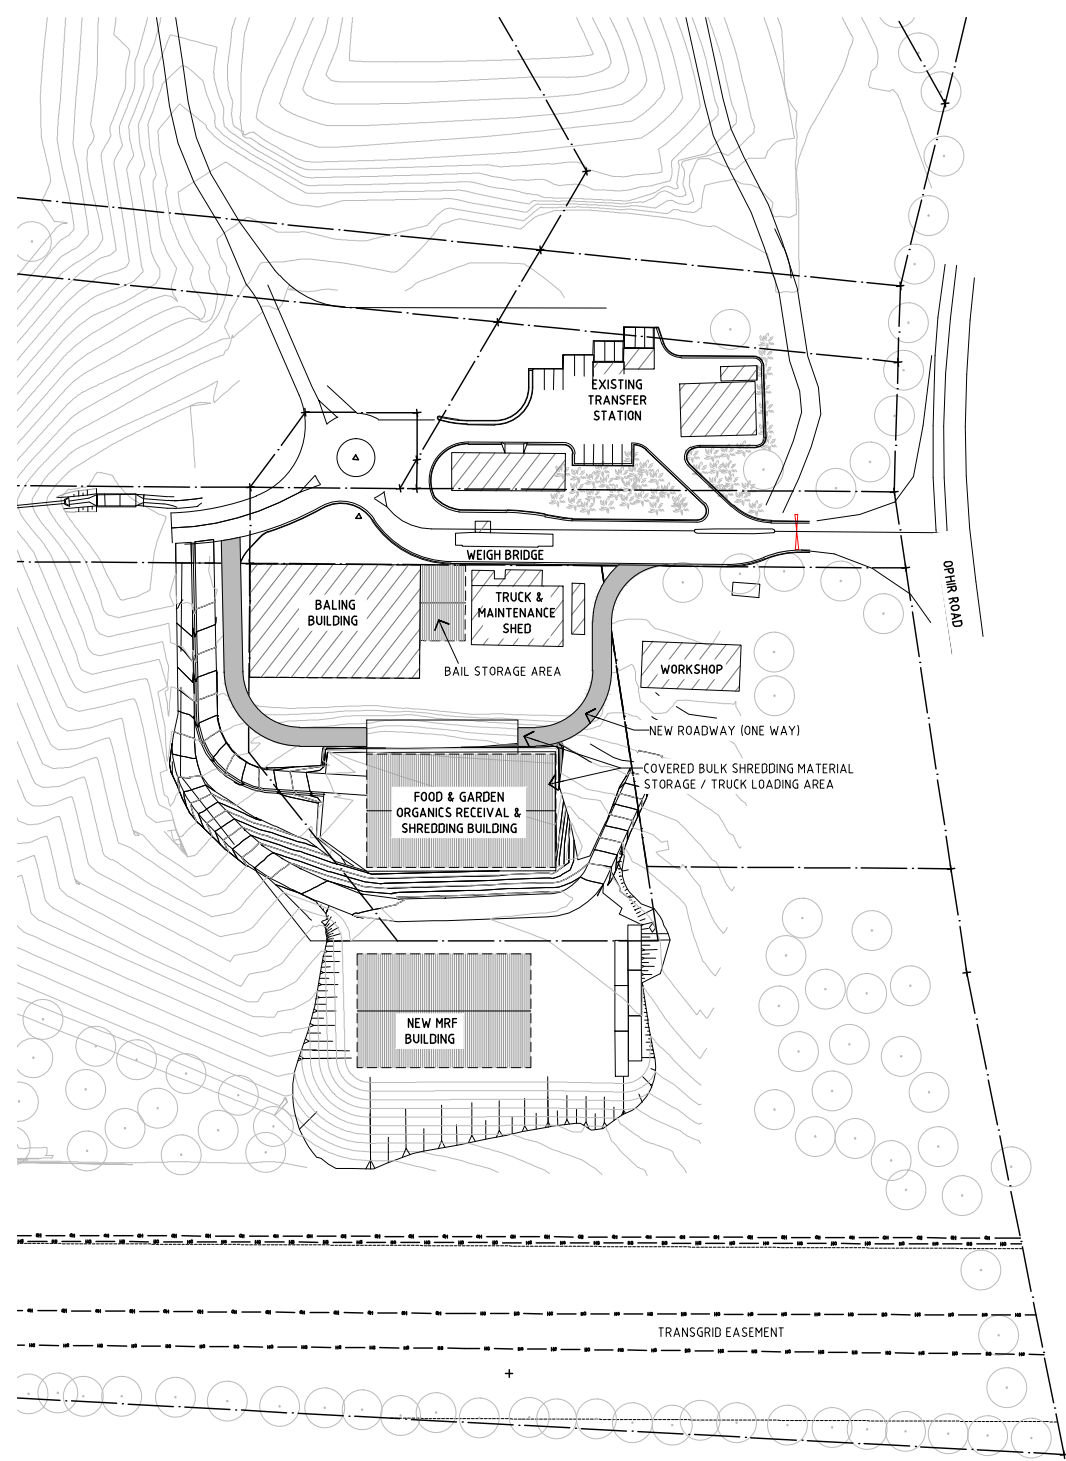 EXISTING
TRANSFER
STATION
WEIGH BRIDGE
OPHIR ROAD
BALING
BUILDING
TRUCK &
MAINTENANCE
SHED
BAIL STORAGE AREA
WORKSHOP
NEW ROADWAY (ONE WAY)
COVERED BULK SHREDDING MATERIAL
STORAGE / TRUCK LOADING AREA
FOOD & GARDEN
ORGANICS RECEIVAL &
SHREDDING BUILDING
NEW MRF
BUILDING
TRANSGRID EASEMENT